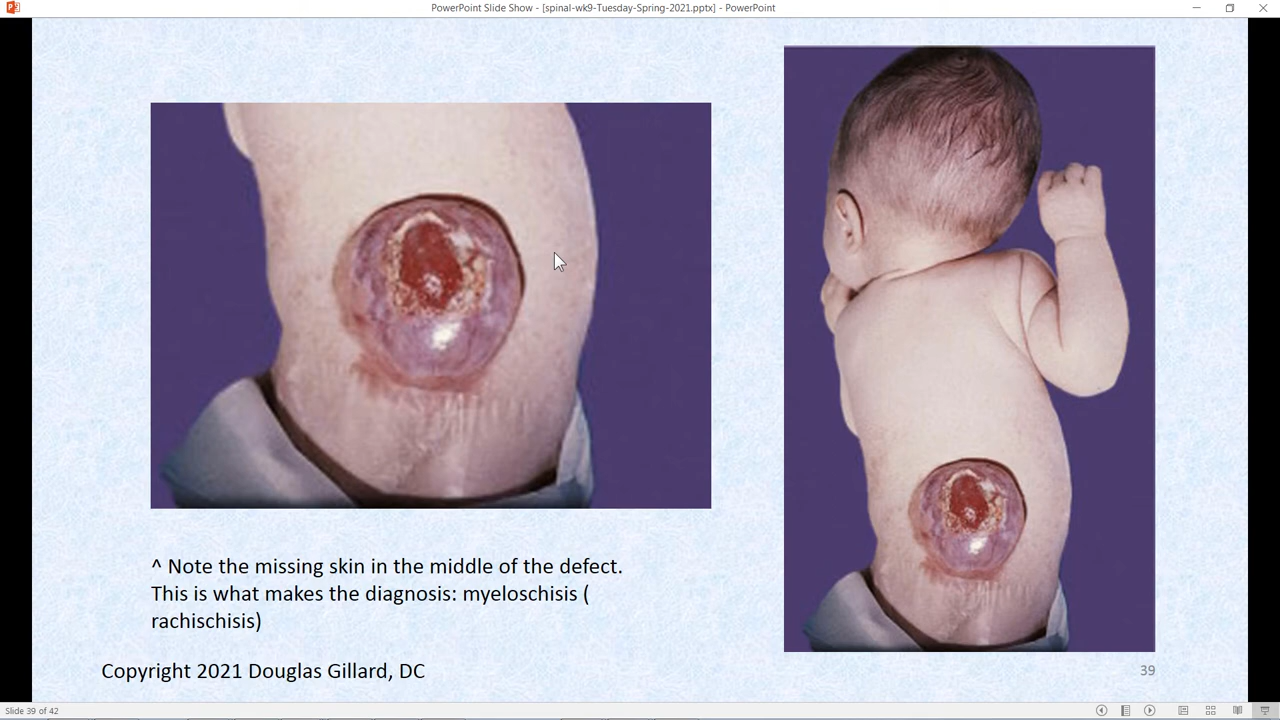 PowerPoint Slide Show - [spinal-wk9-Tuesday-Spring-2021.pptx] - PowerPoint
^ Note the missing skin in the middle of the defect.
This is what makes the diagnosis: myeloschisis (
rachischisis)
Copyright 2021 Douglas Gillard, DC
39
Slide 39 of 42